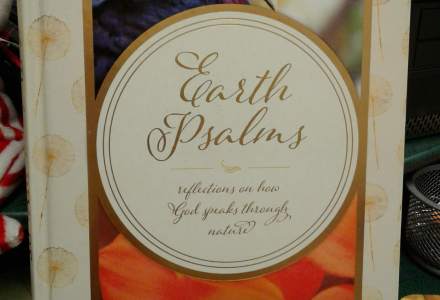 Earth
Psalms
reflections on how
God speaks through
nature